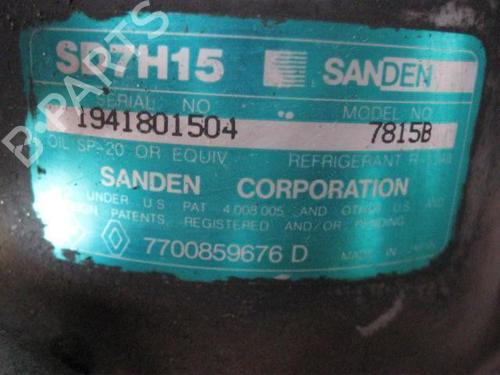 SD7H15 SANDEN
SERIAL NO MODEL NO
1941801504 7815B
OIL SP-20 OR EQUIV REFRIGERANT
SANDEN CORPORATION
UNDER U.S PAT 4,008,005 AND OTHER U.S AND
PATENTS, REGISTERED AND/OR PENDING
7700859676 D MADE IN JAPAN
B-PARTS